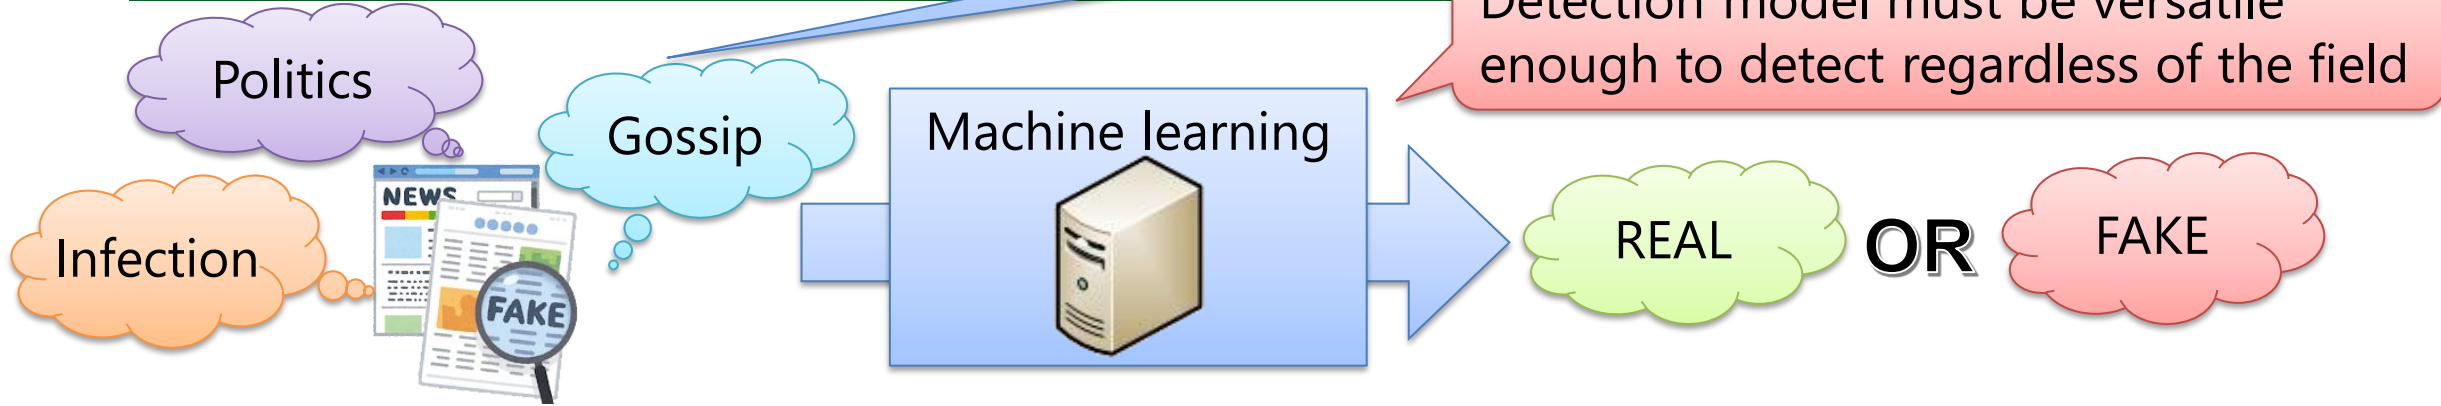 Detection model must be versatile
enough to detect regardless of the field
Politics
Gossip
Machine learning
NEWS
Infection
FAKE
REAL
OR
FAKE